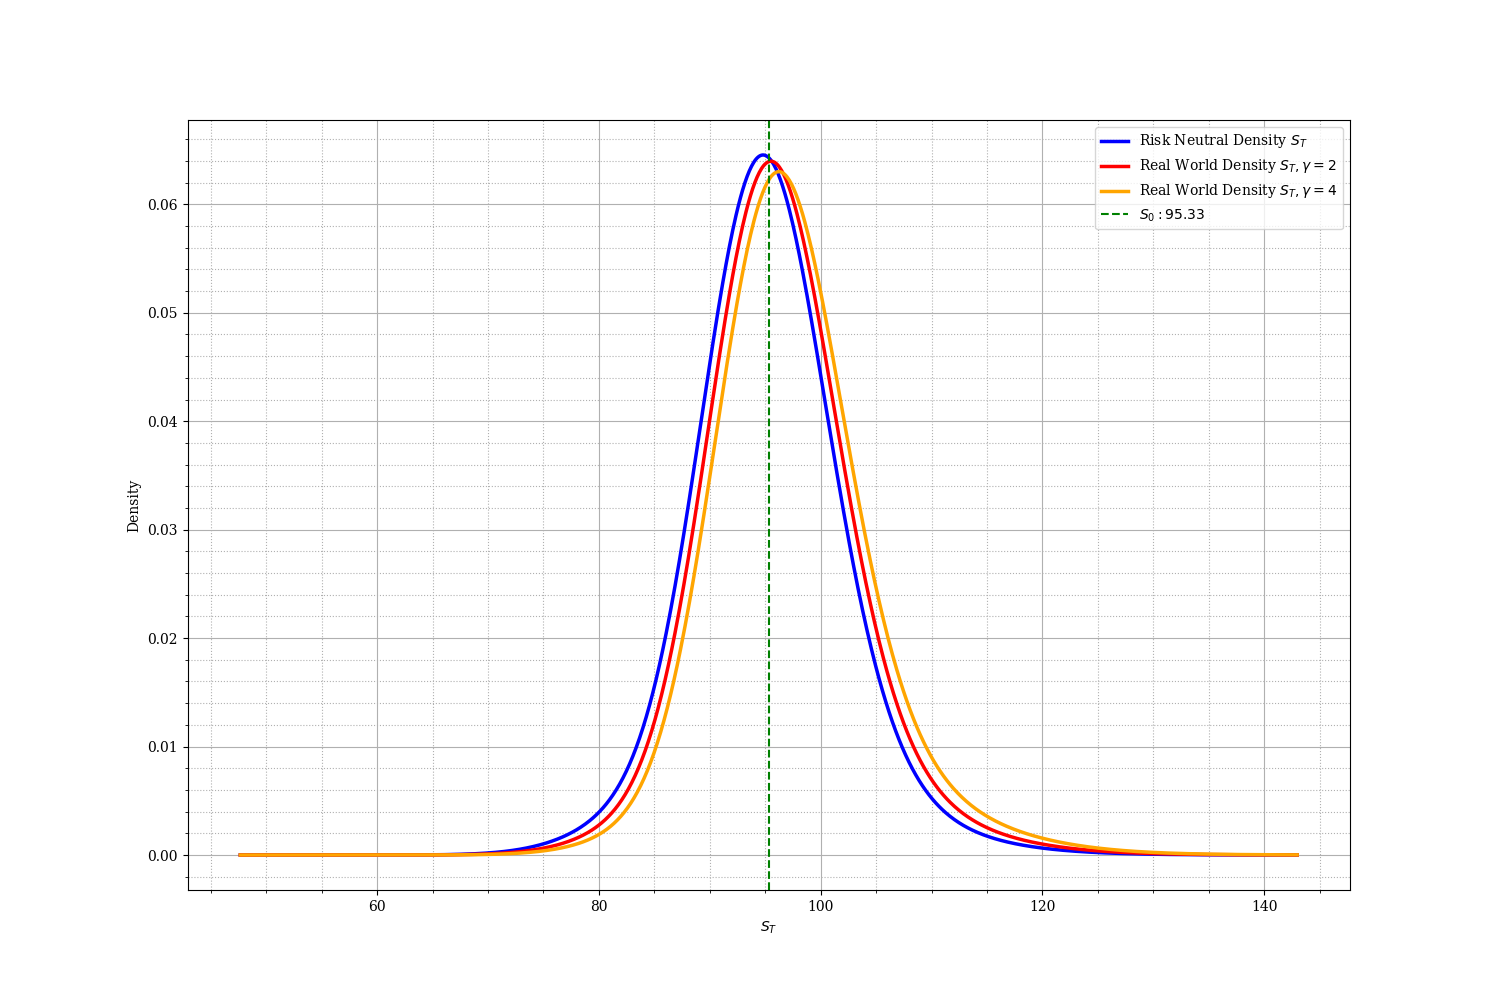 Risk Neutral Density $S_T$
Real World Density $S_T, \gamma = 2$
Real World Density $S_T, \gamma = 4$
$S_0 : 95.33$
0.06
0.05
0.04
0.03
0.02
0.01
0.00
Density
60 80 100 120 140
$S_T$